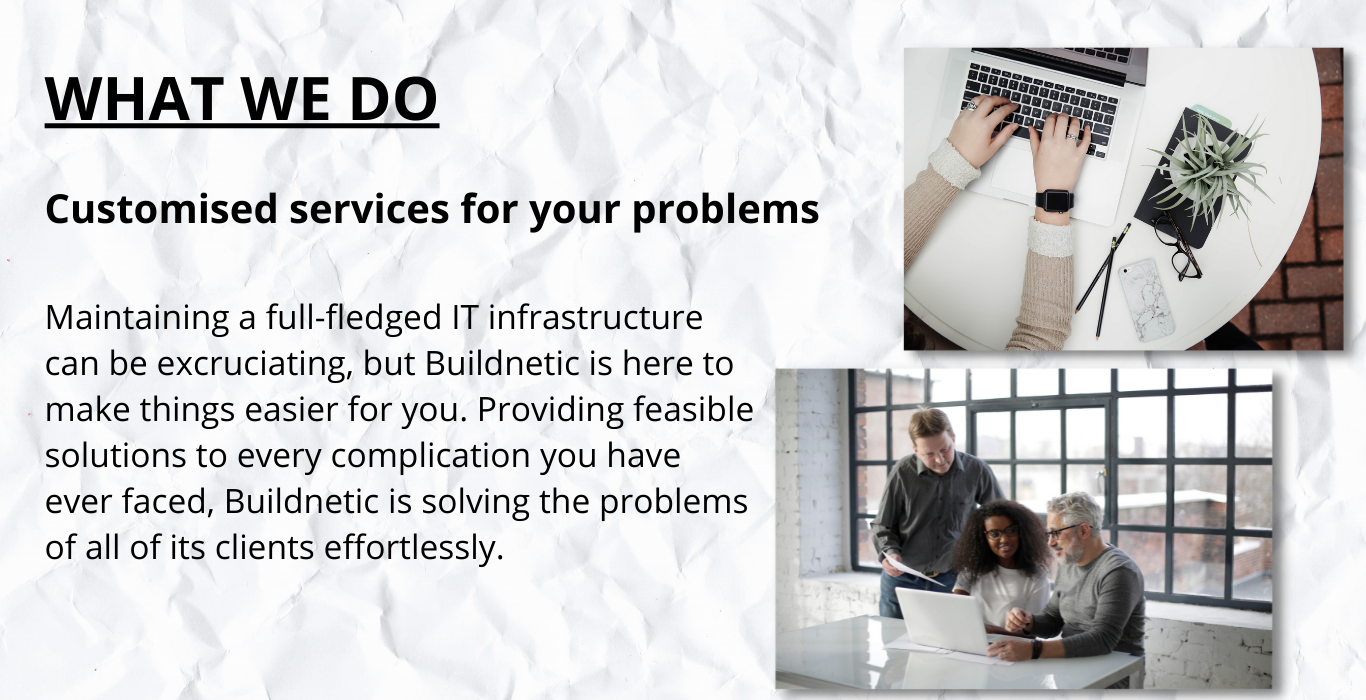 WHAT WE DO
Customised services for your problems
Maintaining a full-fledged IT infrastructure
can be excruciating, but Buildnetic is here to
make things easier for you. Providing feasible
solutions to every complication you have
ever faced, Buildnetic is solving the problems
of all of its clients effortlessly.